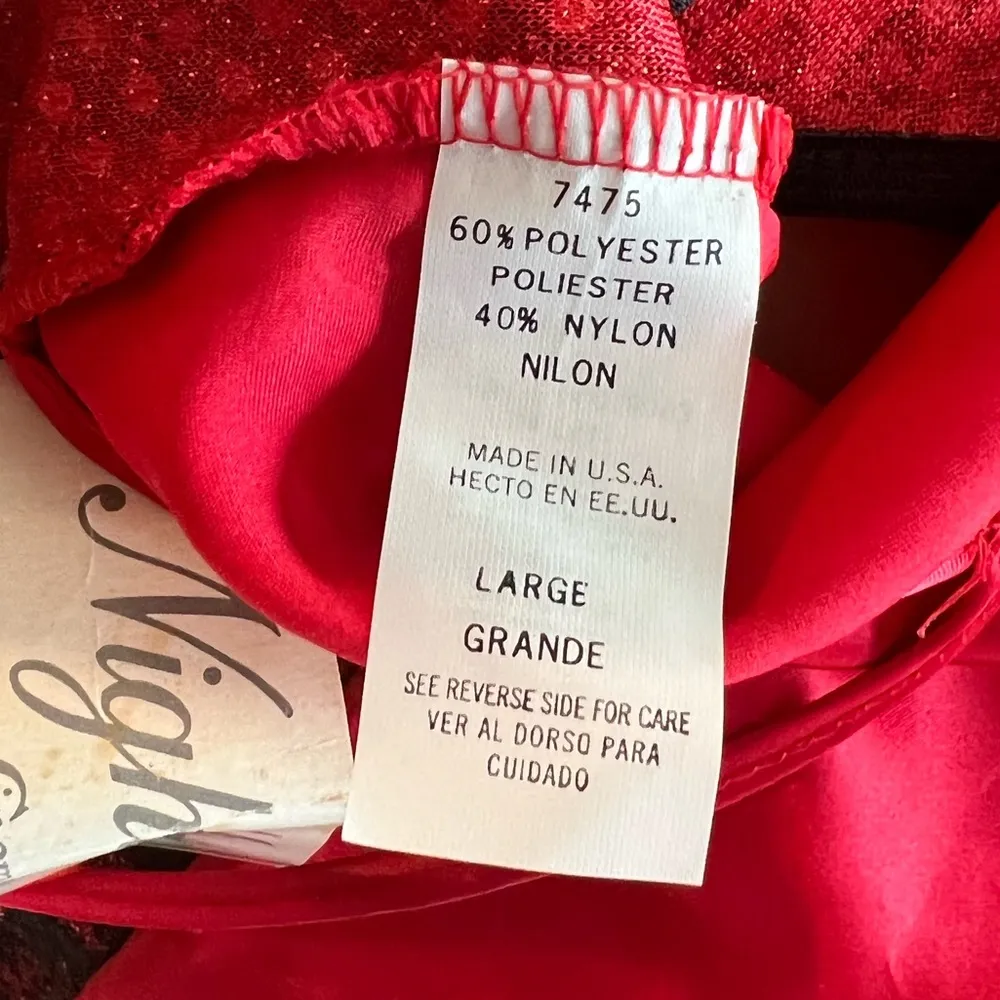 7475
60% POLYESTER
POLIESTER
40% NYLON
NILON
MADE IN U.S.A.
HECTO EN EE.UU.
LARGE
GRANDE
SEE REVERSE SIDE FOR CARE
VER AL DORSO PARA
CUIDADO
Nigh